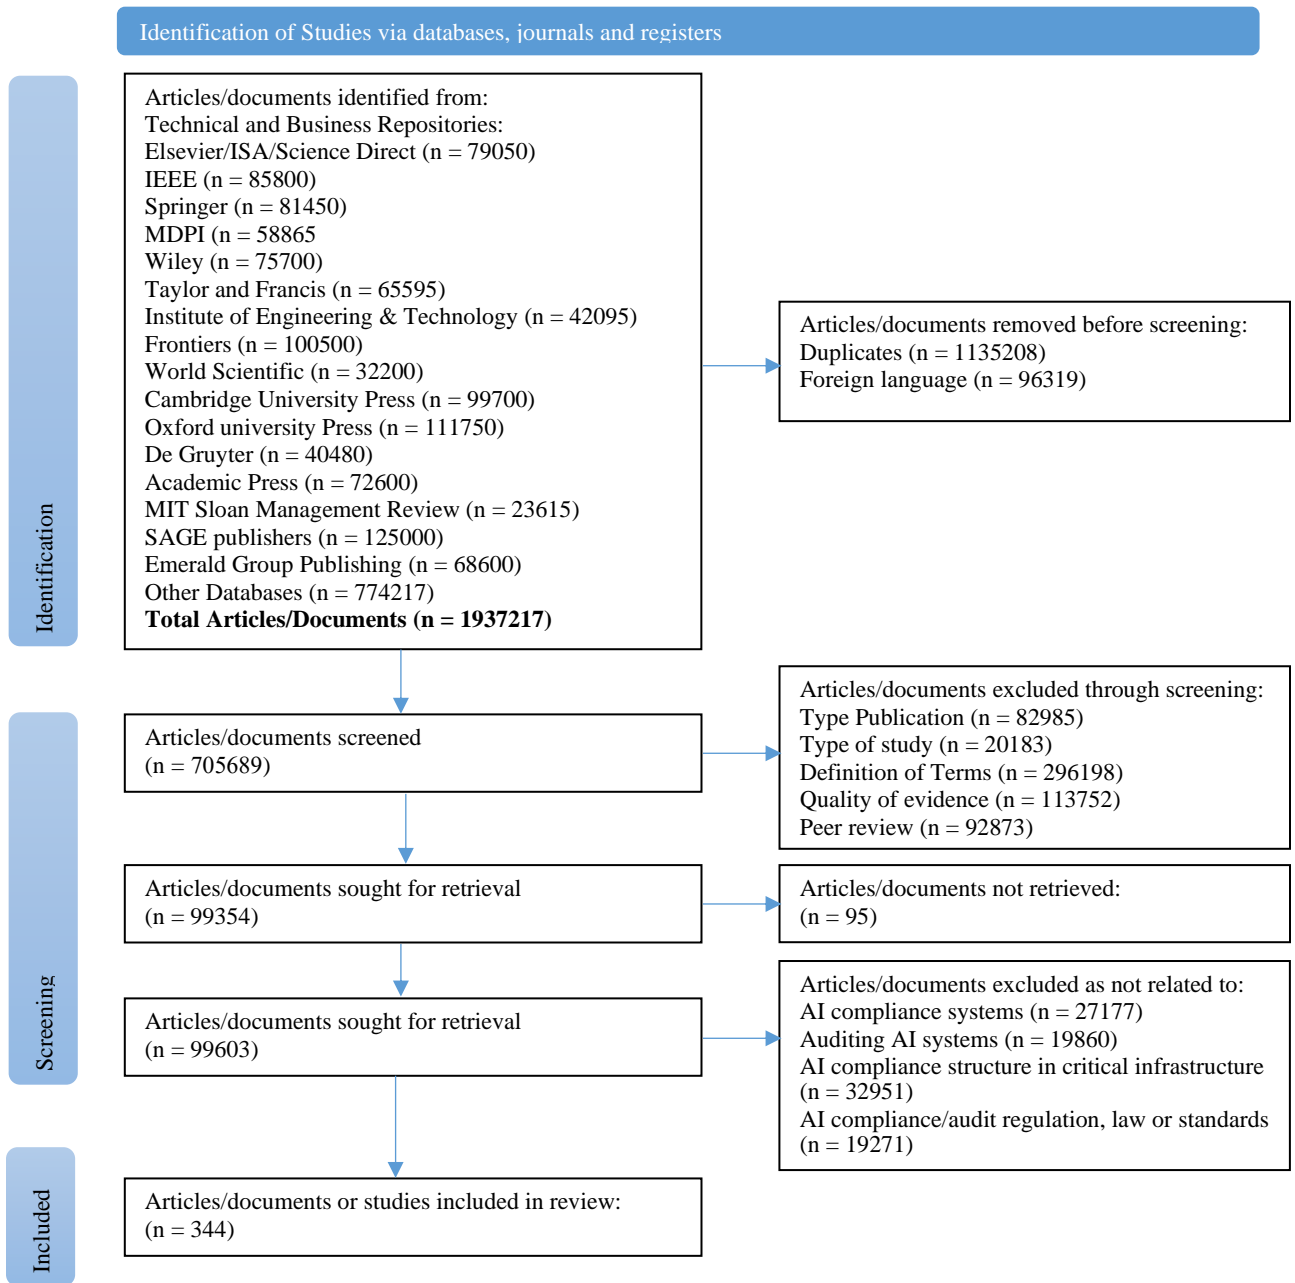 Identification of Studies via databases, journals and registers
Identification
Articles/documents identified from:
Technical and Business Repositories:
Elsevier/ISA/Science Direct (n = 79050)
IEEE (n = 85800)
Springer (n = 81450)
MDPI (n = 58865
Wiley (n = 75700)
Taylor and Francis (n = 65595)
Institute of Engineering & Technology (n = 42095)
Frontiers (n = 100500)
World Scientific (n = 32200)
Cambridge University Press (n = 99700)
Oxford university Press (n = 111750)
De Gruyter (n = 40480)
Academic Press (n = 72600)
MIT Sloan Management Review (n = 23615)
SAGE publishers (n = 125000)
Emerald Group Publishing (n = 68600)
Other Databases (n = 774217)
Total Articles/Documents (n = 1937217)
Articles/documents removed before screening:
Duplicates (n = 1135208)
Foreign language (n = 96319)
Screening
Articles/documents screened
(n = 705689)
Articles/documents excluded through screening:
Type Publication (n = 82985)
Type of study (n = 20183)
Definition of Terms (n = 296198)
Quality of evidence (n = 113752)
Peer review (n = 92873)
Articles/documents sought for retrieval
(n = 99354)
Articles/documents not retrieved:
(n = 95)
Articles/documents sought for retrieval
(n = 99603)
Articles/documents excluded as not related to:
AI compliance systems (n = 27177)
Auditing AI systems (n = 19860)
AI compliance structure in critical infrastructure
(n = 32951)
AI compliance/audit regulation, law or standards
(n = 19271)
Included
Articles/documents or studies included in review:
(n = 344)